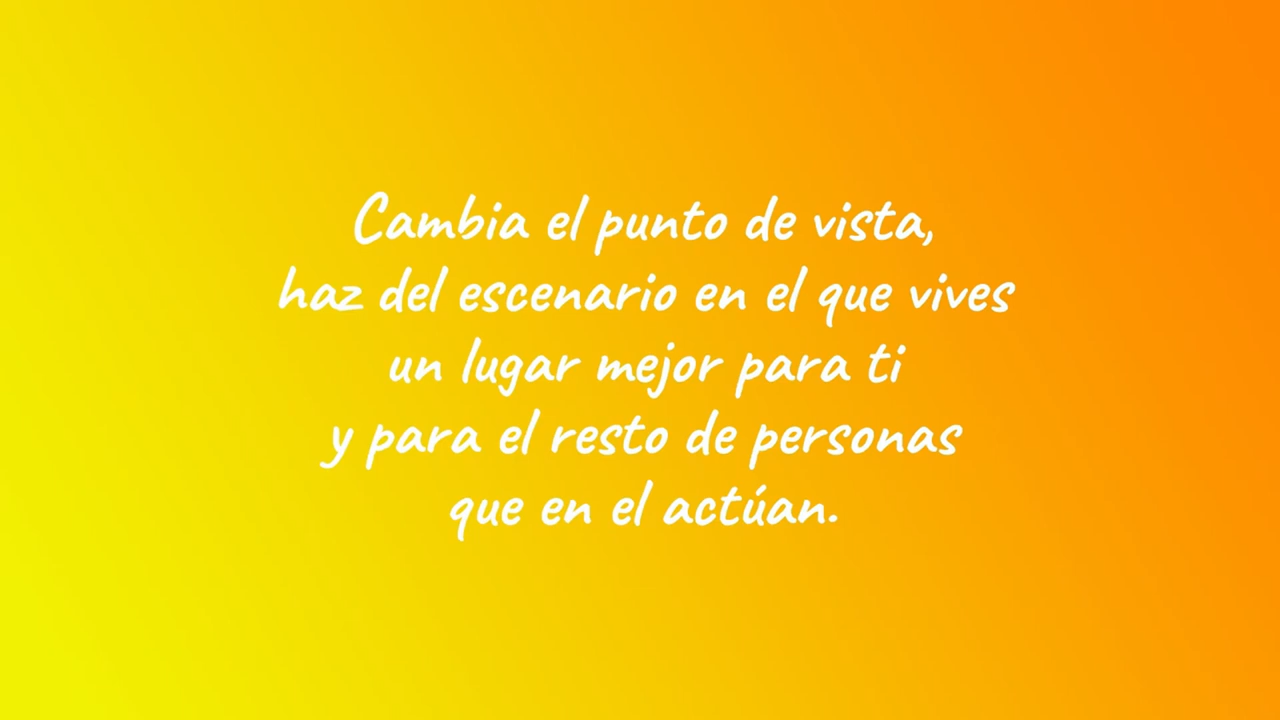 Cambia el punto de vista,
haz del escenario en el que vives
un lugar mejor para ti
y para el resto de personas
que en el actúan.